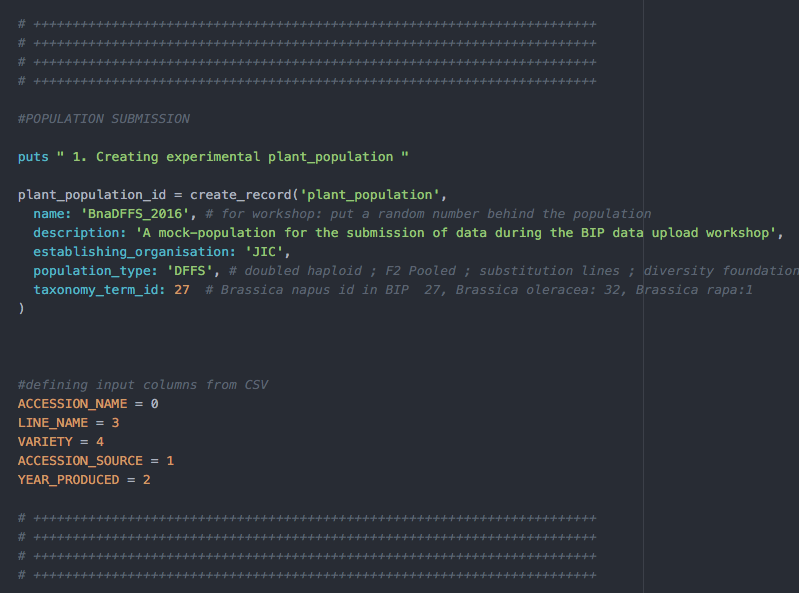 # ++++++++++++++++++++++++++++++++++++++++++++++++++++++++++++++++++++++++
# ++++++++++++++++++++++++++++++++++++++++++++++++++++++++++++++++++++++++
# ++++++++++++++++++++++++++++++++++++++++++++++++++++++++++++++++++++++++
# ++++++++++++++++++++++++++++++++++++++++++++++++++++++++++++++++++++++++
#POPULATION SUBMISSION
puts " 1. Creating experimental plant_population "
plant_population_id = create_record('plant_population',
  name: 'BnaDFFS_2016', # for workshop: put a random number behind the population
  description: 'A mock-population for the submission of data during the BIP data upload workshop',
  establishing_organisation: 'JIC',
  population_type: 'DFFS', # doubled haploid ; F2 Pooled ; substitution lines ; diversity foundation
  taxonomy_term_id: 27  # Brassica napus id in BIP  27, Brassica oleracea: 32, Brassica rapa:1
)
#defining input columns from CSV
ACCESSION_NAME = 0
LINE_NAME = 3
VARIETY = 4
ACCESSION_SOURCE = 1
YEAR_PRODUCED = 2
# ++++++++++++++++++++++++++++++++++++++++++++++++++++++++++++++++++++++++
# ++++++++++++++++++++++++++++++++++++++++++++++++++++++++++++++++++++++++
# ++++++++++++++++++++++++++++++++++++++++++++++++++++++++++++++++++++++++
# ++++++++++++++++++++++++++++++++++++++++++++++++++++++++++++++++++++++++